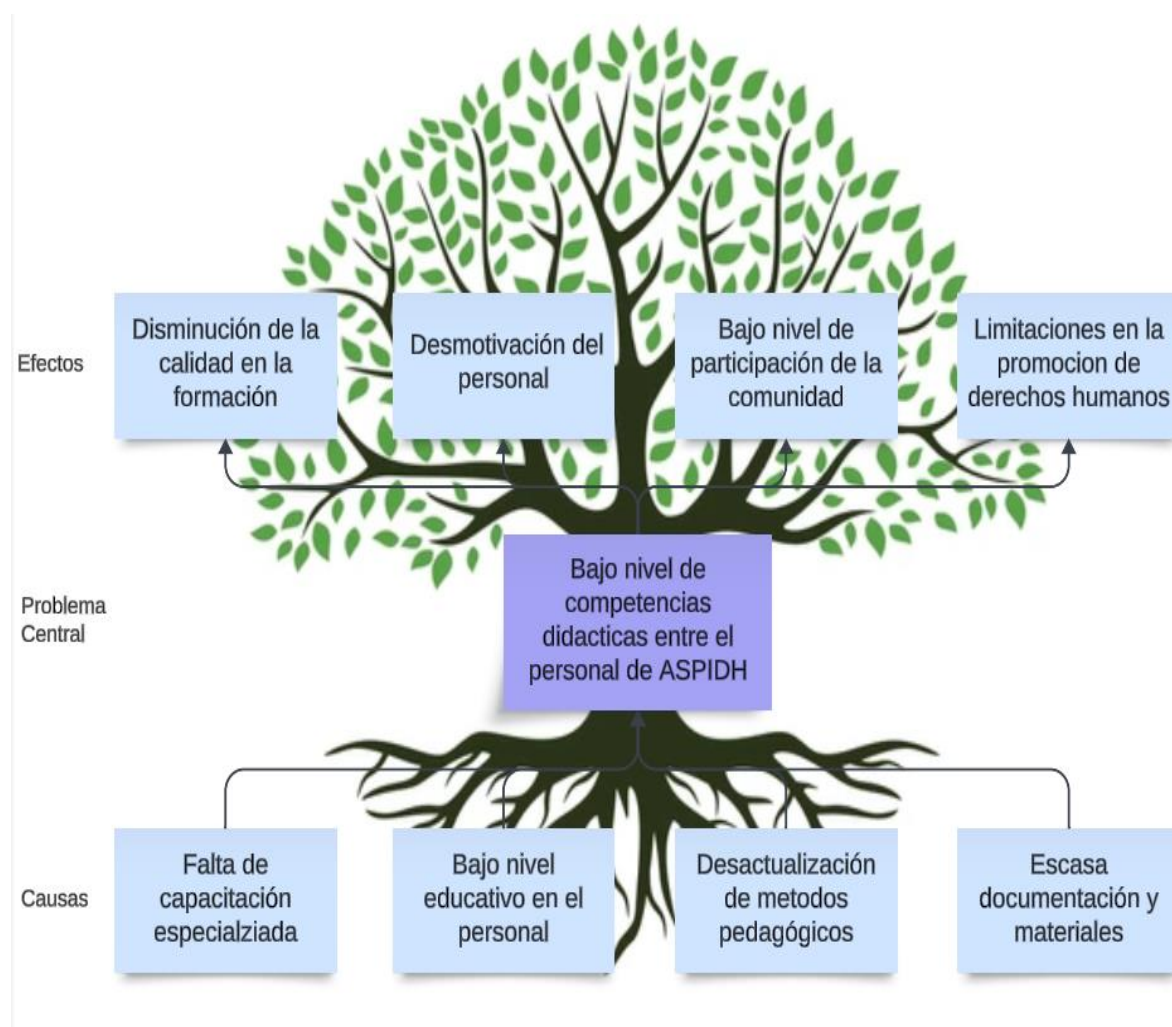 Efectos
Disminución de la
calidad en la
formación
Desmotivación del
personal
Bajo nivel de
participación de la
comunidad
Limitaciones en la
promocion de
derechos humanos
Problema
Central
Bajo nivel de
competencias
didacticas entre el
personal de ASPIDH
Causas
Falta de
capacitación
especialziada
Bajo nivel
educativo en el
personal
Desactualización
de metodos
pedagógicos
Escasa
documentación y
materiales